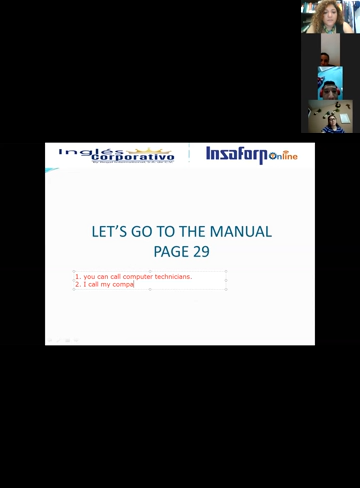 Inglés
Corporativo
Insaforp Online
LET'S GO TO THE MANUAL
PAGE 29
1. you can call computer technicians.
2. I call my compa